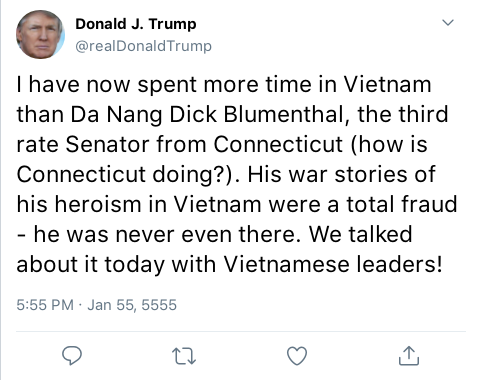 Donald J. Trump
@realDonaldTrump
I have now spent more time in Vietnam
than Da Nang Dick Blumenthal, the third
rate Senator from Connecticut (how is
Connecticut doing?). His war stories of
his heroism in Vietnam were a total fraud
- he was never even there. We talked
about it today with Vietnamese leaders!
5:55 PM · Jan 55, 5555